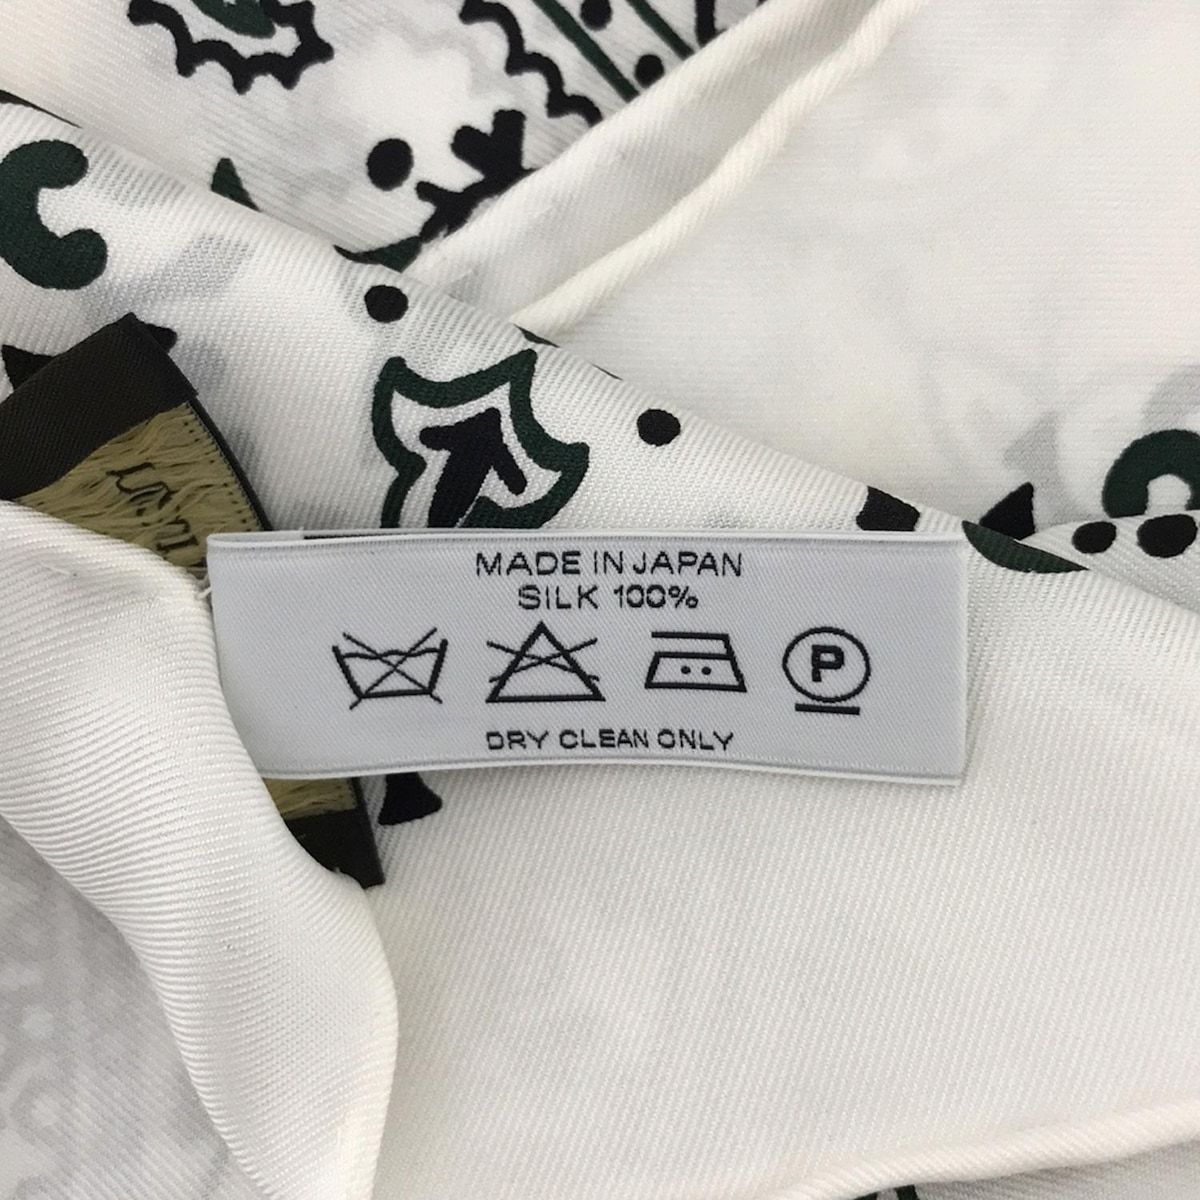 MADE IN JAPAN
SILK 100%
P
DRY CLEAN ONLY